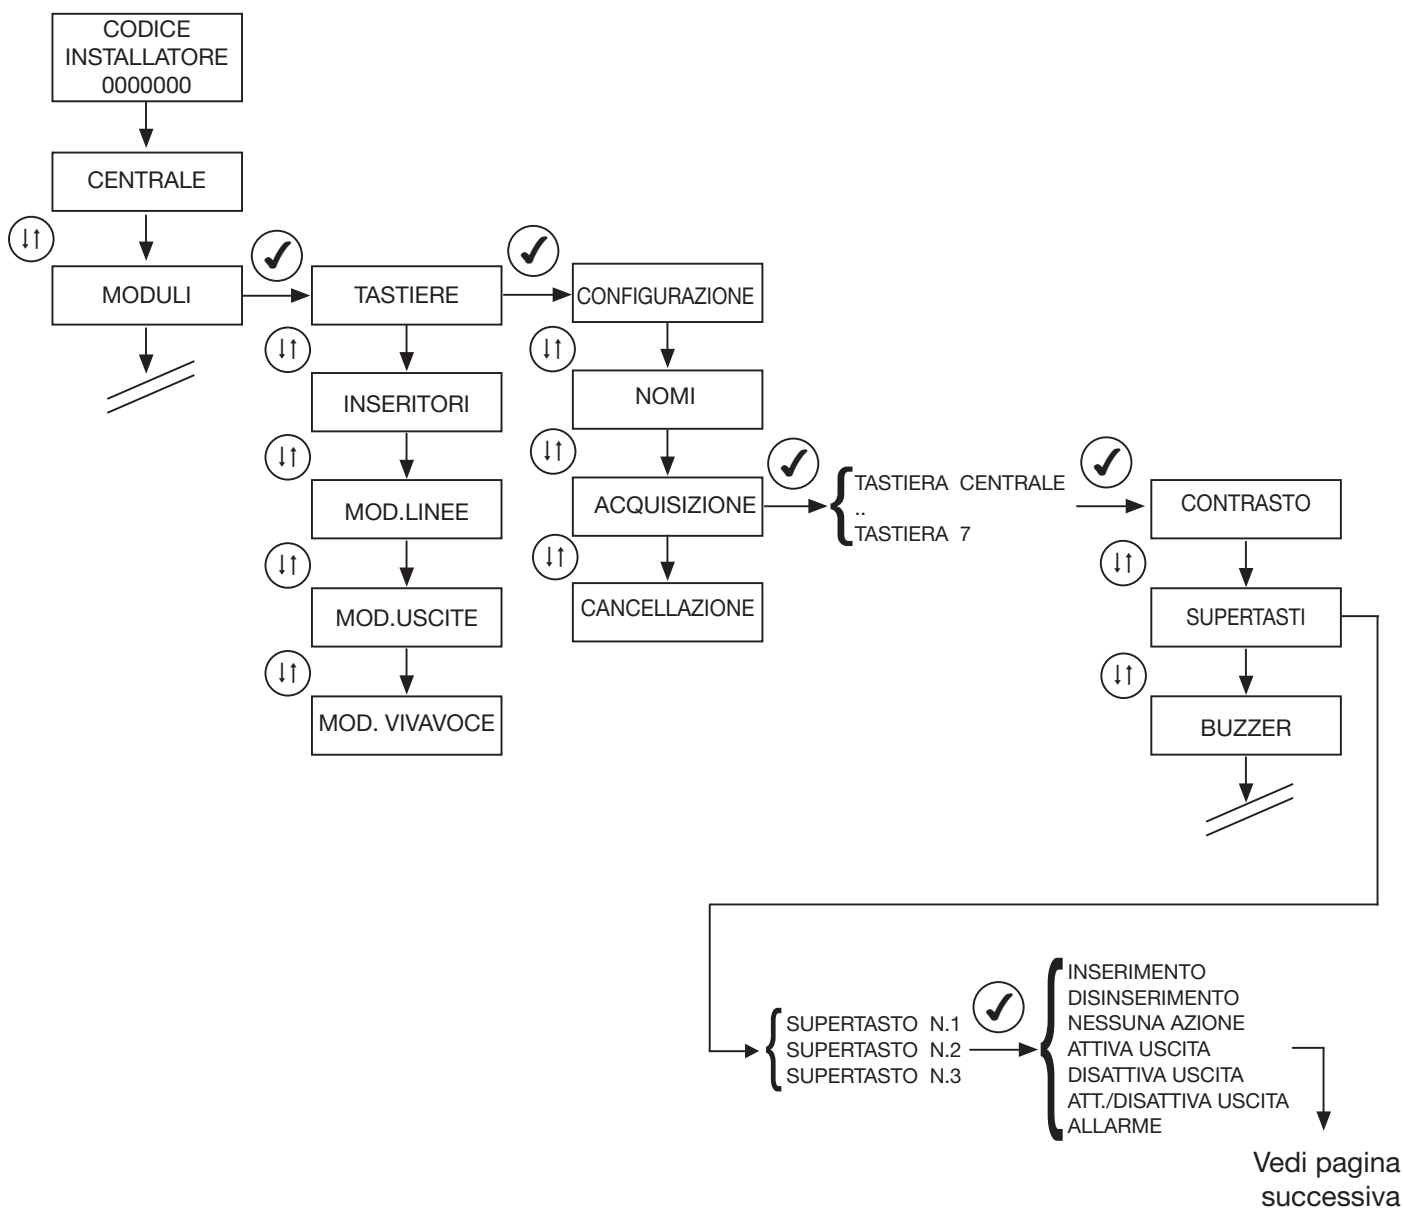 CODICE
INSTALLATORE
0000000
CENTRALE
MODULI
TASTIERE
INSERITORI
MOD.LINEE
MOD.USCITE
MOD. VIVAVOCE
CONFIGURAZIONE
NOMI
ACQUISIZIONE
CANCELLAZIONE
TASTIERA CENTRALE
..
TASTIERA 7
CONTRASTO
SUPERTASTI
BUZZER
SUPERTASTO N.1
SUPERTASTO N.2
SUPERTASTO N.3
INSERIMENTO
DISINSERIMENTO
NESSUNA AZIONE
ATTIVA USCITA
DISATTIVA USCITA
ATT./DISATTIVA USCITA
ALLARME
Vedi pagina
successiva